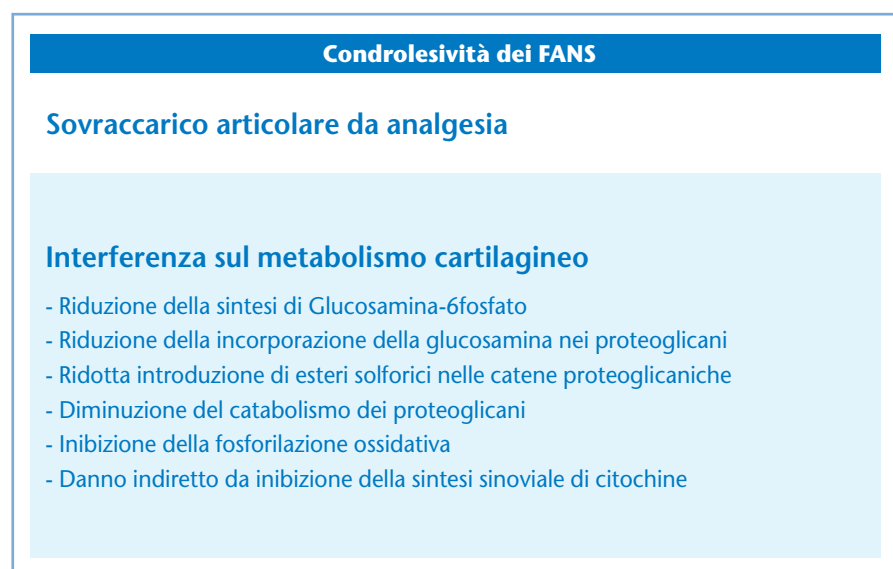 Condrolesività dei FANS
Sovraccarico articolare da analgesia
Interferenza sul metabolismo cartilagineo
- Riduzione della sintesi di Glucosamina-6fosfato
- Riduzione della incorporazione della glucosamina nei proteoglicani
- Ridotta introduzione di esteri solforici nelle catene proteoglicaniche
- Diminuzione del catabolismo dei proteoglicani
- Inibizione della fosforilazione ossidativa
- Danno indiretto da inibizione della sintesi sinoviale di citochine